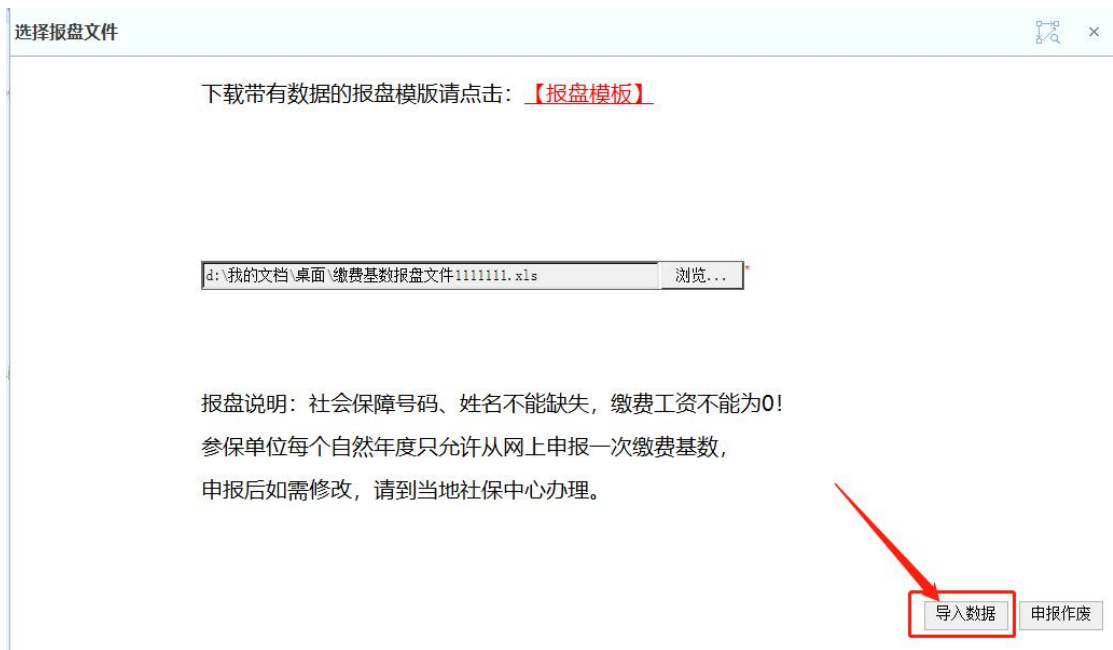 选择报盘文件
下载带有数据的报盘模版请点击：【报盘模板】
d:\我的文档\桌面\缴费基数报盘文件1111111.xls 浏览... *
报盘说明：社会保障号码、姓名不能缺失，缴费工资不能为0！
参保单位每个自然年度只允许从网上申报一次缴费基数，
申报后如需修改，请到当地社保中心办理。
导入数据 申报作废